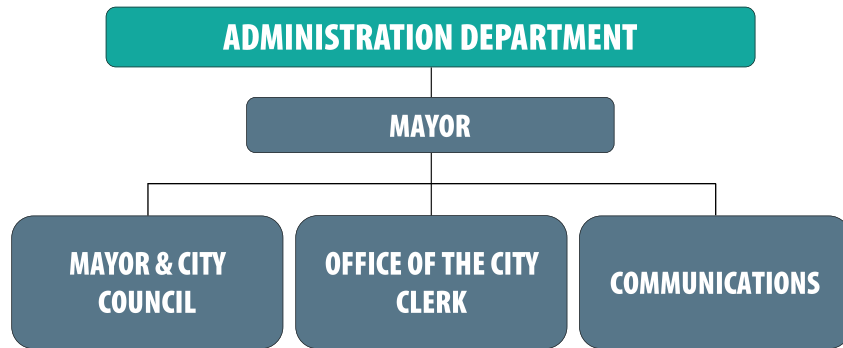 ADMINISTRATION DEPARTMENT
MAYOR
MAYOR & CITY
COUNCIL
OFFICE OF THE CITY
CLERK
COMMUNICATIONS